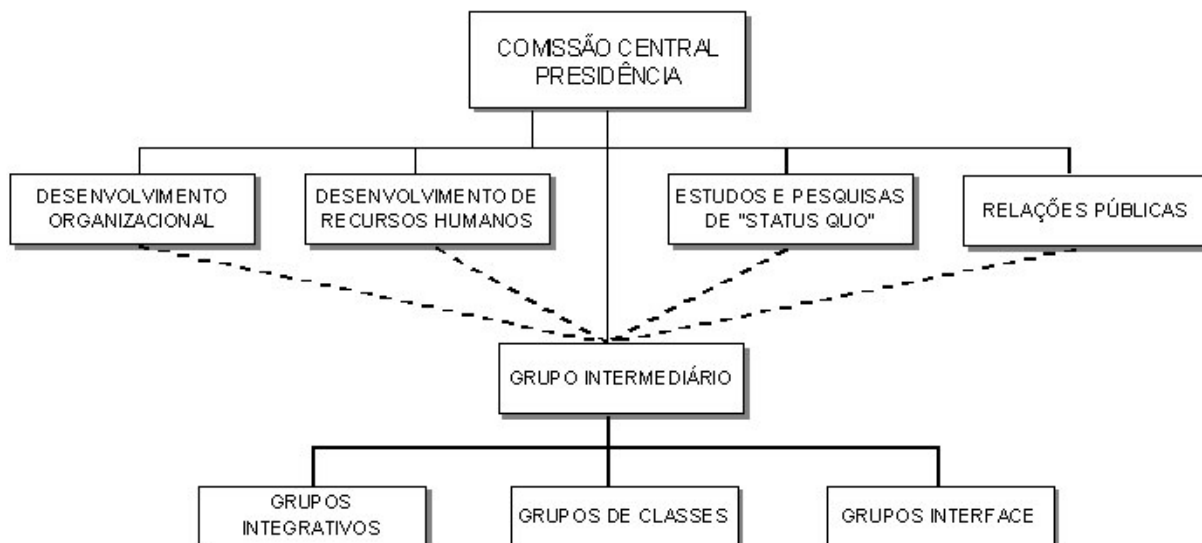 COMSSÃO CENTRAL
PRESIDÊNCIA
DESENVOLVIMENTO
ORGANIZACIONAL
DESENVOLVIMENTO DE
RECURSOS HUMANOS
ESTUDOS E PESQUISAS
DE "STATUS QUO"
RELAÇÕES PÚBLICAS
GRUPO INTERMEDIÁRIO
GRUPOS
INTEGRATIVOS
GRUPOS DE CLASSES
GRUPOS INTERFACE